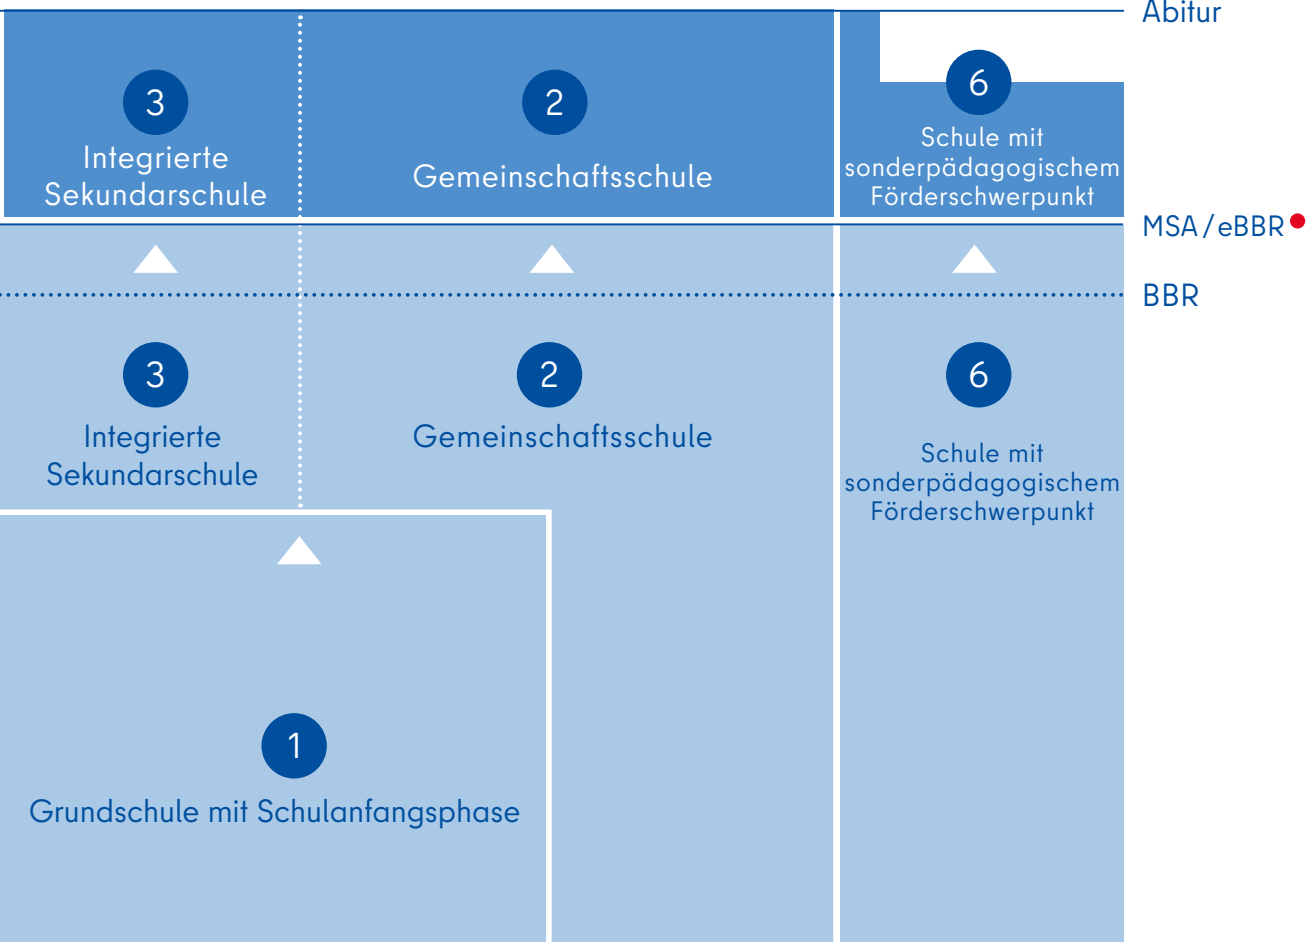 Abitur
3
Integrierte
Sekundarschule
2
Gemeinschaftsschule
6
Schule mit
sonderpädagogischem
Förderschwerpunkt
MSA/eBBR
BBR
3
Integrierte
Sekundarschule
2
Gemeinschaftsschule
6
Schule mit
sonderpädagogischem
Förderschwerpunkt
1
Grundschule mit Schulanfangsphase